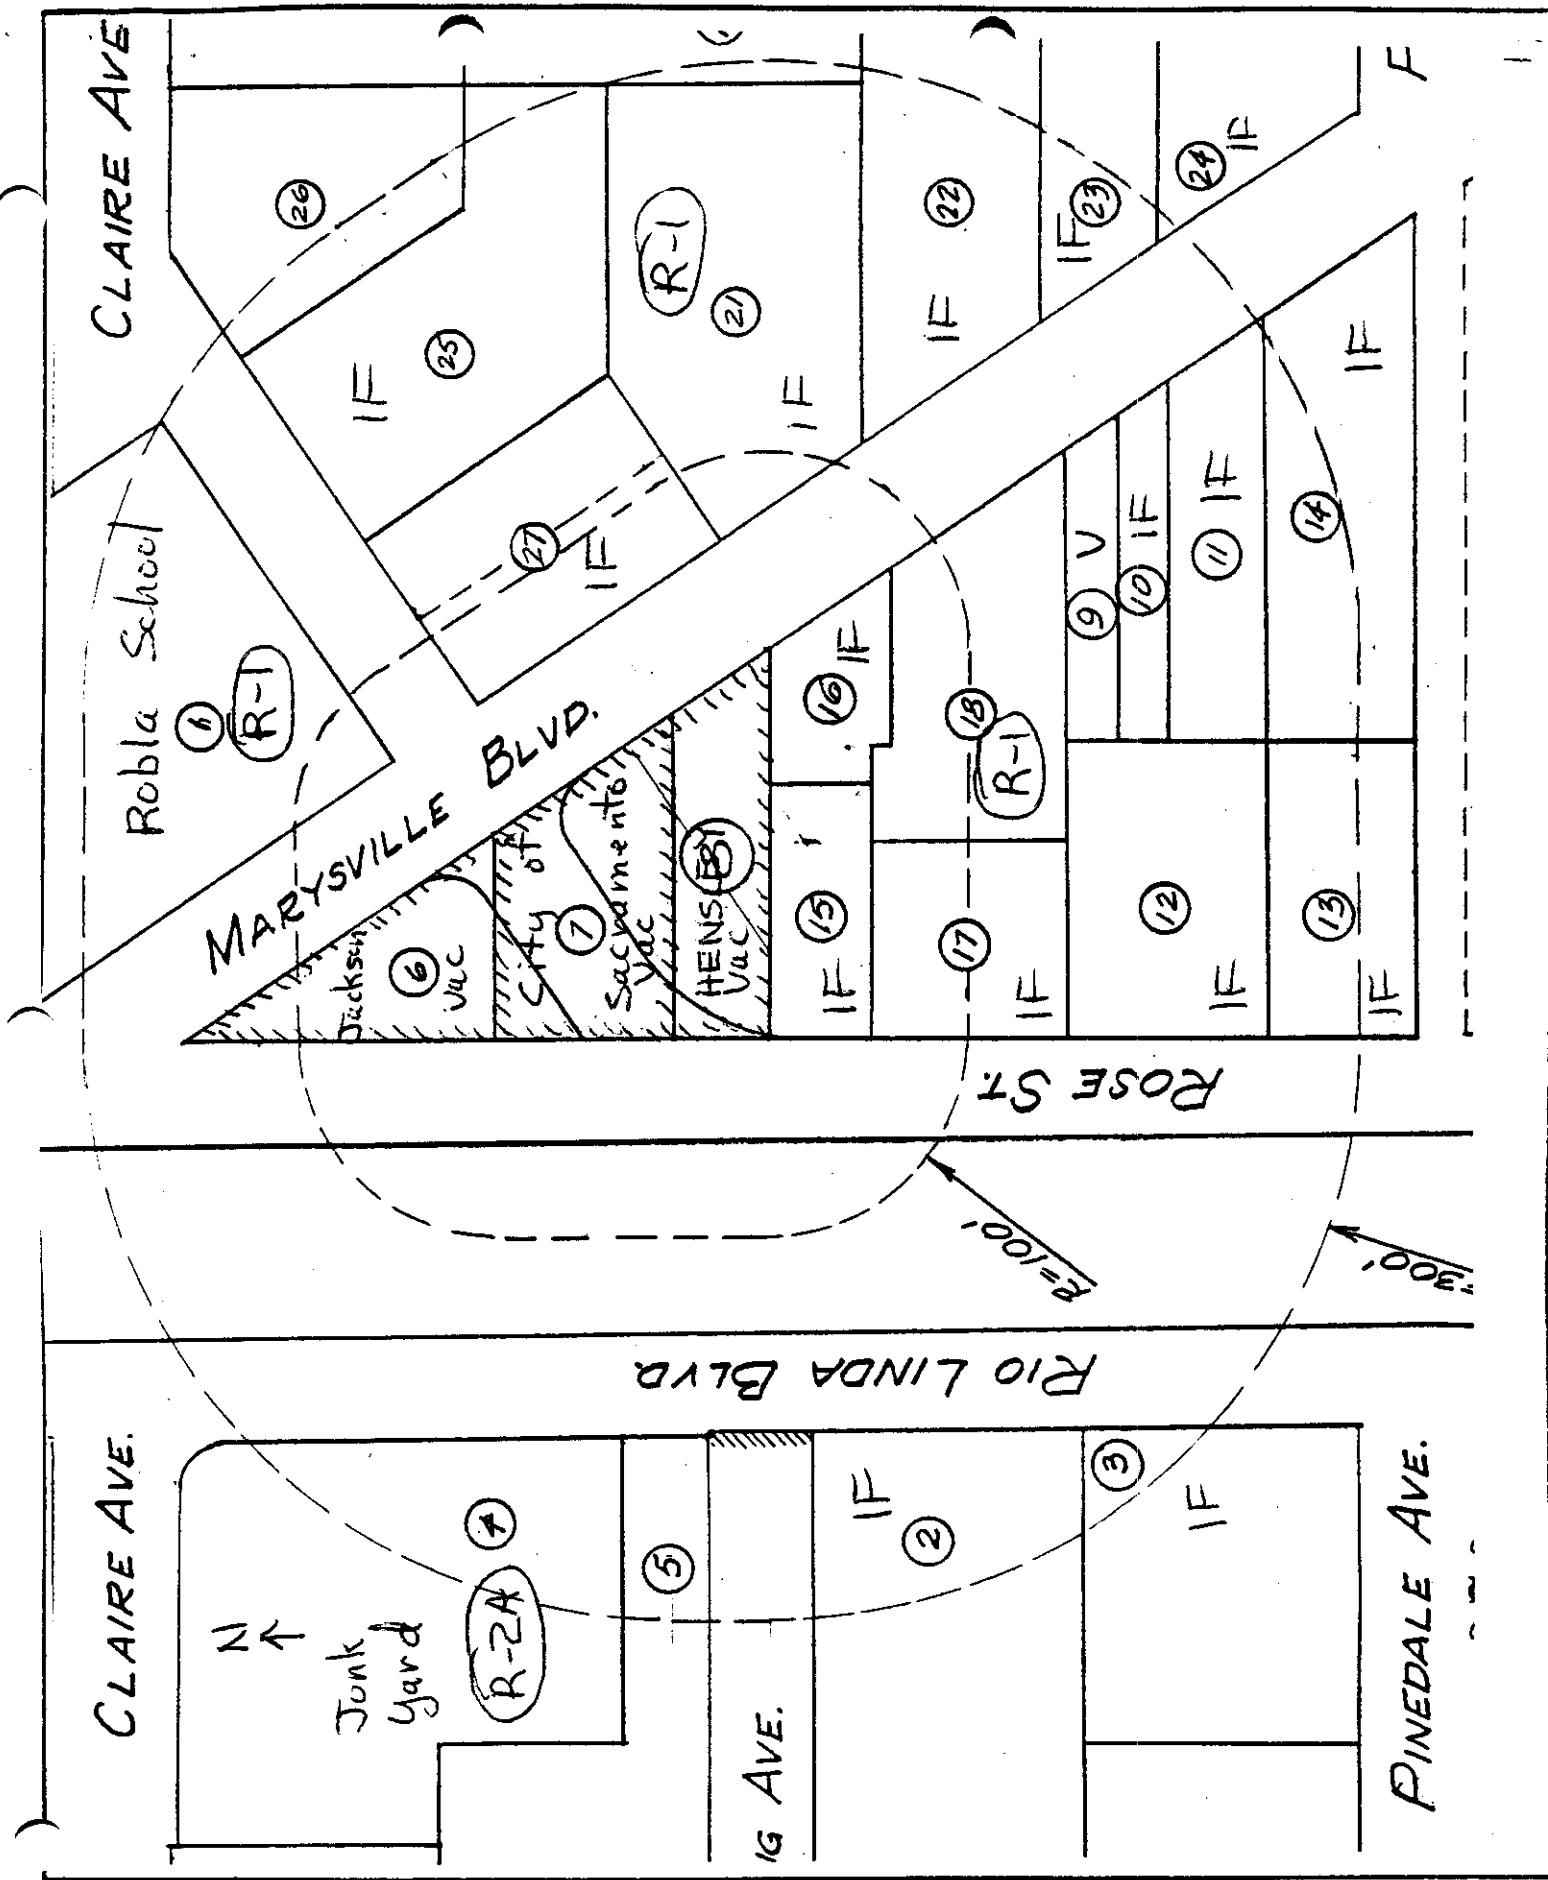 CLAIRE AVE.
N
Junk
Yard
R-2A
4
5
IG AVE.
IF
2
3
IF
PINEDALE AVE.
RIO LINDA BLVD
R=100'
300'
ROSE ST.
CLAIRE AVE
Robla School
R-1
MARYSVILLE BLVD.
Jackson
6
Vac
City of
7
Sacramento
Vac
Vac
15
IF
16
IF
17
IF
18
R-1
9 V
10 IF
11 IF
12
IF
13
IF
14
IF
26
25
IF
27
IF
R-1
21
IF
22
IF
23
IF
24
IF